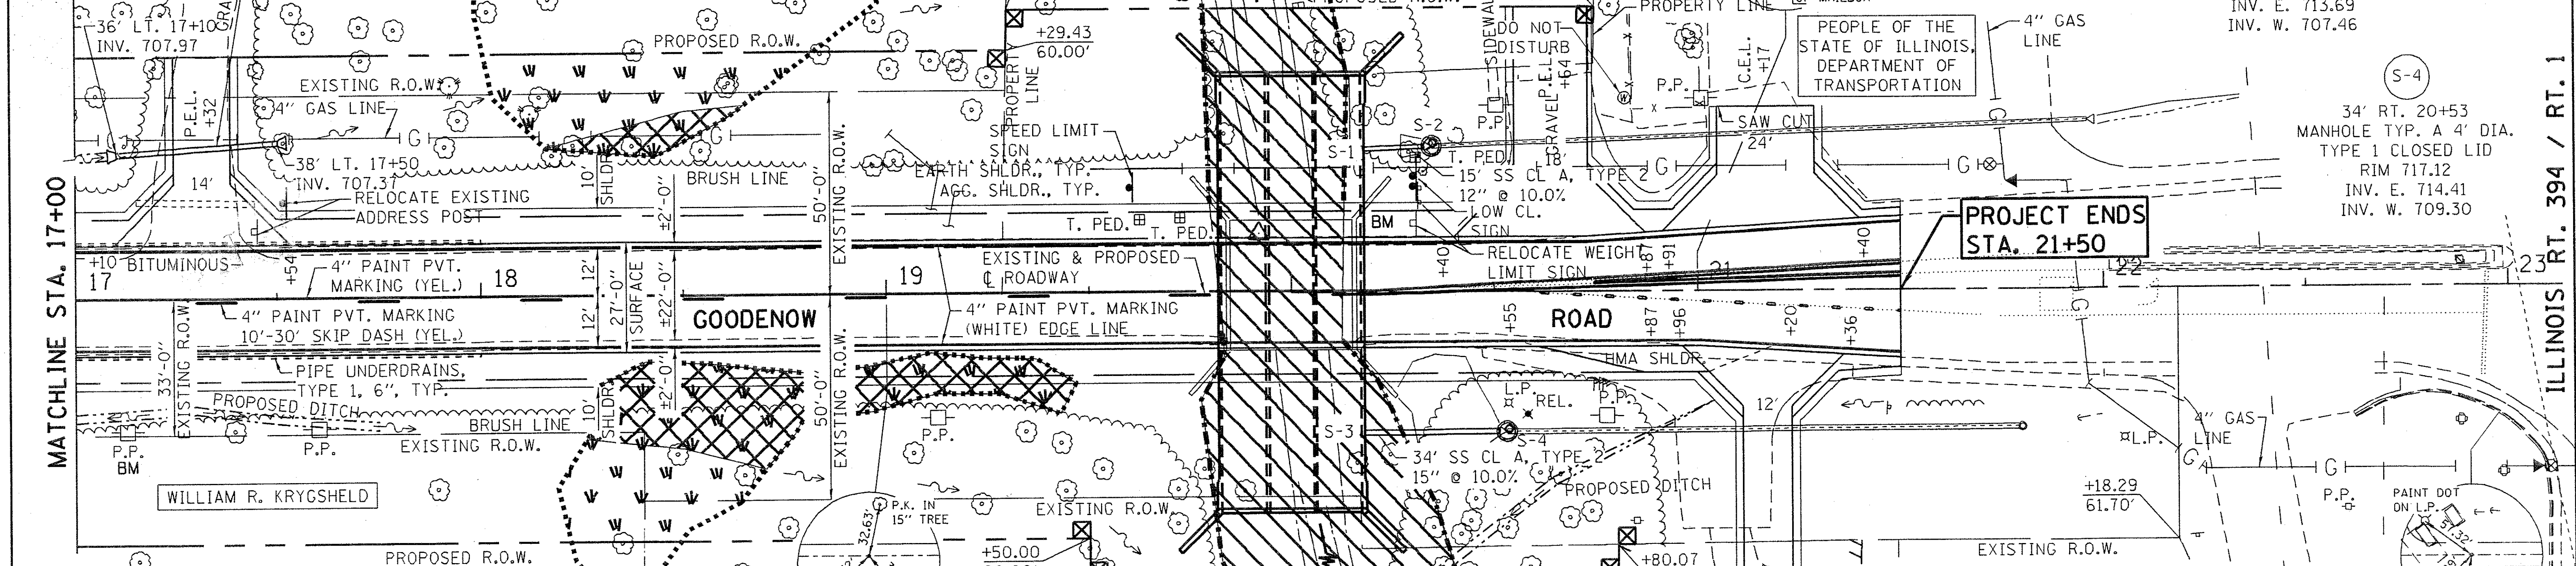 MATCHLINE STA. 17+00
36' LT. 17+10
INV. 707.97
P.E.L.
+32
EXISTING R.O.W.
4" GAS LINE
G
G
G
38' LT. 17+50
INV. 707.37
14'
RELOCATE EXISTING
ADDRESS POST
+10 BITUMINOUS
17
+54
4" PAINT PVT.
MARKING (YEL.)
18
4" PAINT PVT. MARKING
10'-30' SKIP DASH (YEL.)
33'-0"
EXISTING R.O.W.
PIPE UNDERDRAINS,
TYPE 1, 6", TYP.
PROPOSED DITCH
BRUSH LINE
EXISTING R.O.W.
P.P.
BM
P.P.
WILLIAM R. KRYGSHELD
PROPOSED R.O.W.
PROPOSED R.O.W.
10'
SHLDR.
BRUSH LINE
±2'-0"
12'
12'
27'-0"
SURFACE
±22'-0"
GOODENOW
±2'-0"
10'
SHLDR.
50'-0"
EXISTING R.O.W.
50'-0"
EXISTING R.O.W.
+29.43
60.00'
PROPERTY
LINE
SPEED LIMIT
SIGN
EARTH SHLDR., TYP.
AGG. SHLDR., TYP.
T. PED.
T. PED.
19
EXISTING & PROPOSED
℄ ROADWAY
4" PAINT PVT. MARKING
(WHITE) EDGE LINE
P.P.
P.K. IN
15" TREE
32.63'
EXISTING R.O.W.
+50.00
S-1
S-2
S-3
S-4
BM
DO NOT
DISTURB
PROPERTY LINE
P.P.
GRAVEL
P.E.L.
+64
P.P.
C.E.L.
+17
T. PED.
18'
15' SS CL A, TYPE 2
12" @ 10.0%
LOW CL.
SIGN
RELOCATE WEIGHT
LIMIT SIGN
+40
SAW CUT
24'
PEOPLE OF THE
STATE OF ILLINOIS,
DEPARTMENT OF
TRANSPORTATION
4" GAS
LINE
G
G
G
+87
+91
21
+40
PROJECT ENDS
STA. 21+50
+55
ROAD
+87
+96
+20
+36
HMA SHLDR.
L.P.
REL.
P.P.
12'
34' SS CL A, TYPE 2
15" @ 10.0%
PROPOSED DITCH
+80.07
22
23
G
INV. E. 713.69
INV. W. 707.46
S-4
34' RT. 20+53
MANHOLE TYP. A 4' DIA.
TYPE 1 CLOSED LID
RIM 717.12
INV. E. 714.41
INV. W. 709.30
L.P.
4" GAS
LINE
G
G
+18.29
61.70'
P.P.
PAINT DOT
ON L.P.
EXISTING R.O.W.
ILLINOIS RT. 394 / RT. 1